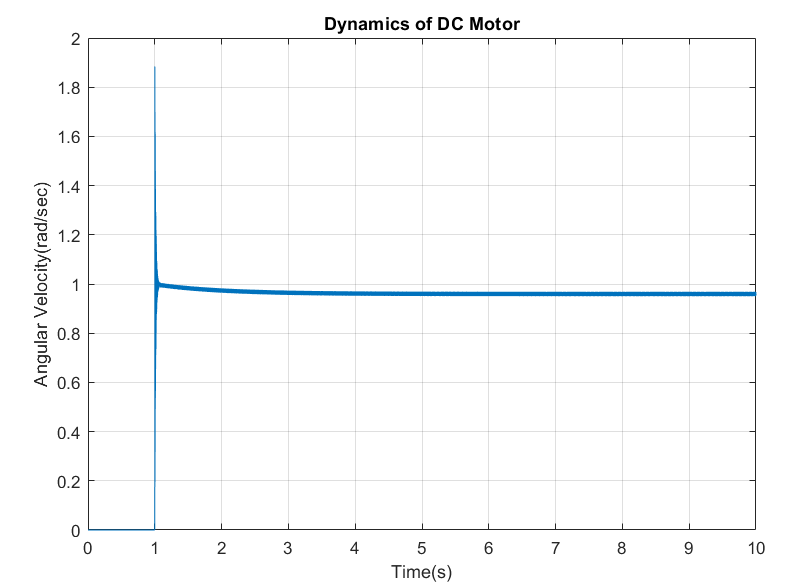 Dynamics of DC Motor
2
1.8
1.6
1.4
1.2
1
0.8
0.6
0.4
0.2
0
Angular Velocity(rad/sec)
0 1 2 3 4 5 6 7 8 9 10
Time(s)